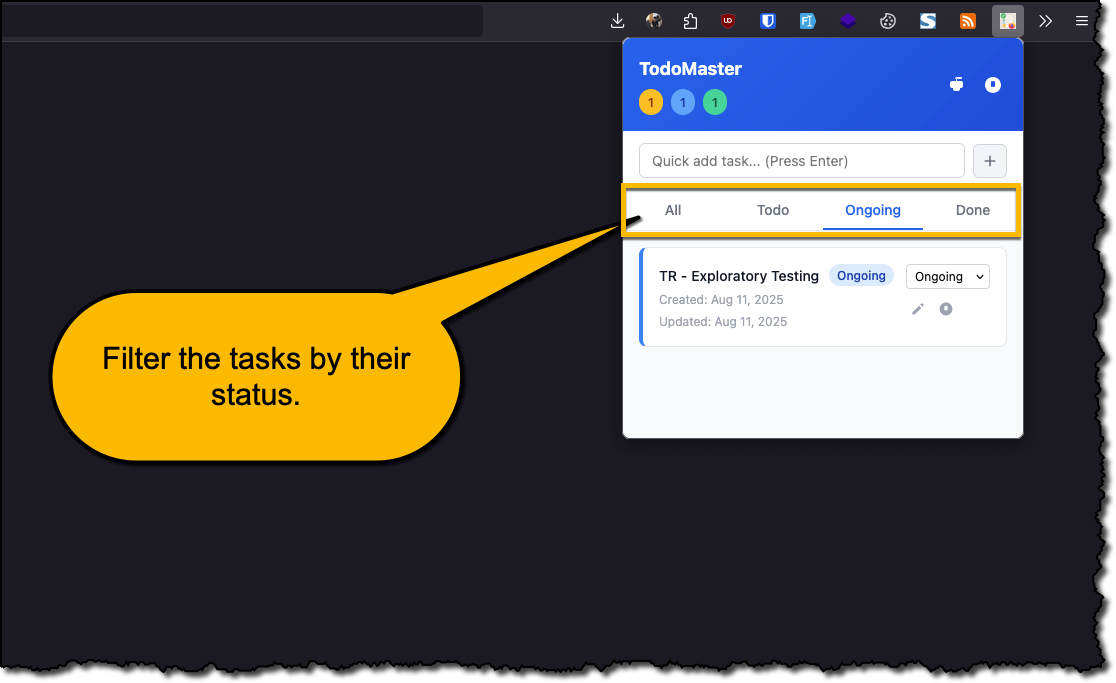 UD
TodoMaster
1 1 1
Quick add task... (Press Enter)
All Todo Ongoing Done
TR - Exploratory Testing Ongoing Ongoing
Created: Aug 11, 2025
Updated: Aug 11, 2025
Filter the tasks by their
status.